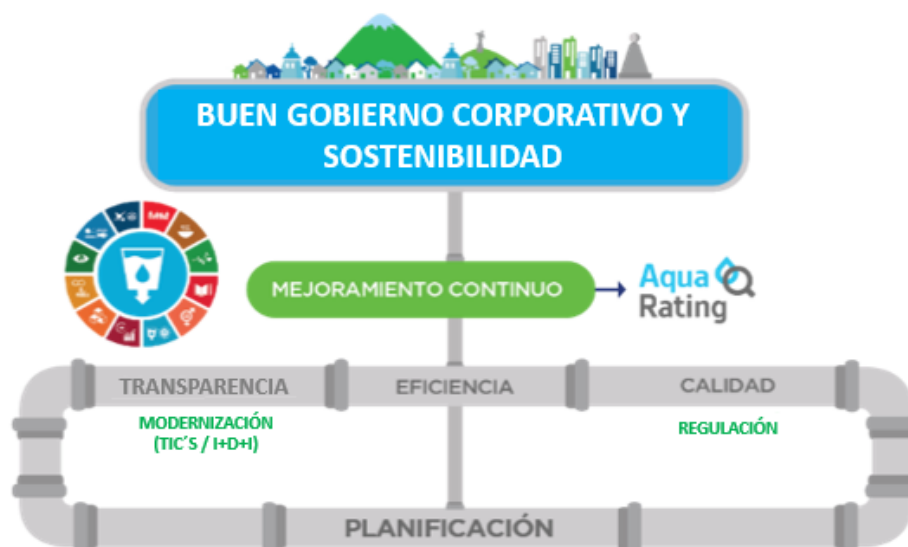 BUEN GOBIERNO CORPORATIVO Y
SOSTENIBILIDAD
MEJORAMIENTO CONTINUO
Aqua
Rating
TRANSPARENCIA
EFICIENCIA
CALIDAD
MODERNIZACIÓN
(TIC´S / I+D+I)
REGULACIÓN
PLANIFICACIÓN